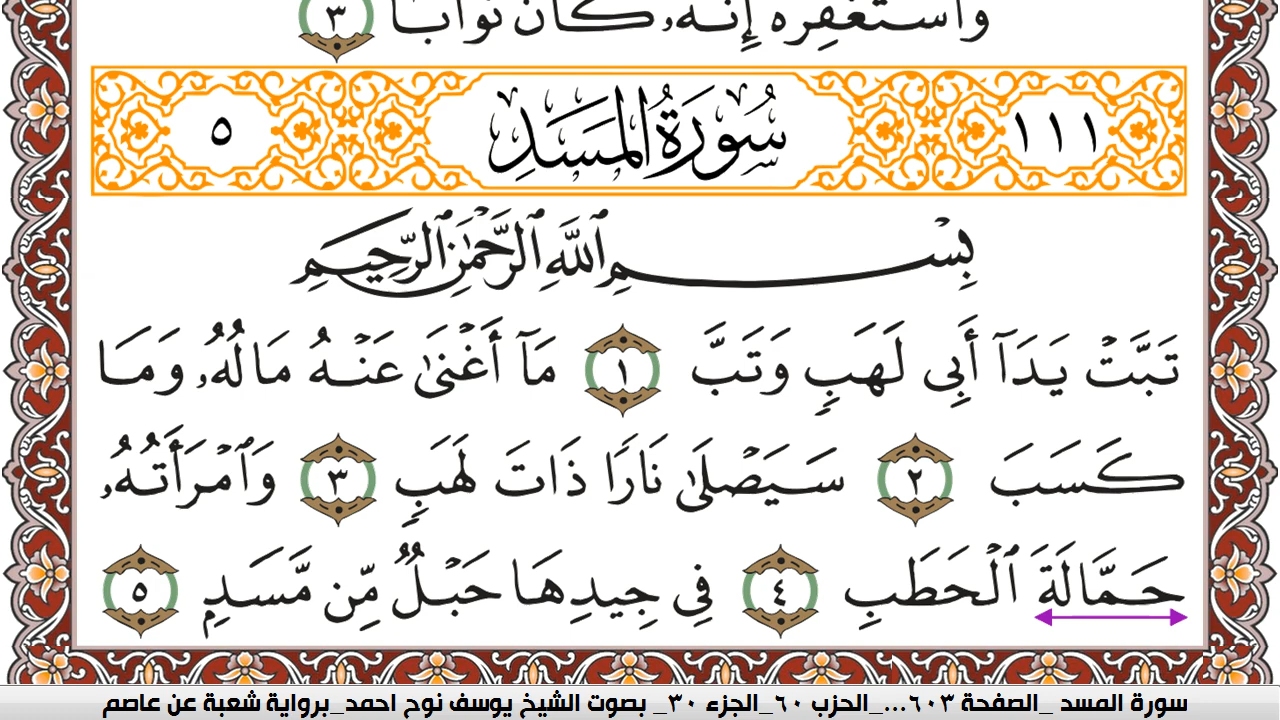 وَٱسْتَغْفِرْهُ إِنَّهُۥ كَانَ تَوَّابًا ٣
١١١ سُورَةُ المَسَدِ ٥
بِسْمِ ٱللَّهِ ٱلرَّحْمَٰنِ ٱلرَّحِيمِ
تَبَّتْ يَدَآ أَبِي لَهَبٍ وَتَبَّ ١ مَآ أَغْنَىٰ عَنْهُ مَالُهُۥ وَمَا
كَسَبَ ٢ سَيَصْلَىٰ نَارًا ذَاتَ لَهَبٍ ٣ وَٱمْرَأَتُهُۥ
حَمَّالَةُ ٱلْحَطَبِ ٤ فِي جِيدِهَا حَبْلٌ مِّن مَّسَدٍ ٥
سورة المسد _الصفحة ٦٠٣..._الحزب ٦٠_الجزء ٣٠_ بصوت الشيخ يوسف نوح احمد_برواية شعبة عن عاصم